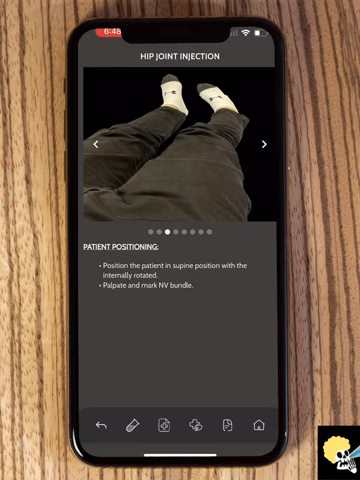 6:48
HIP JOINT INJECTION
PATIENT POSITIONING:
• Position the patient in supine position with the
internally rotated.
• Palpate and mark NV bundle.